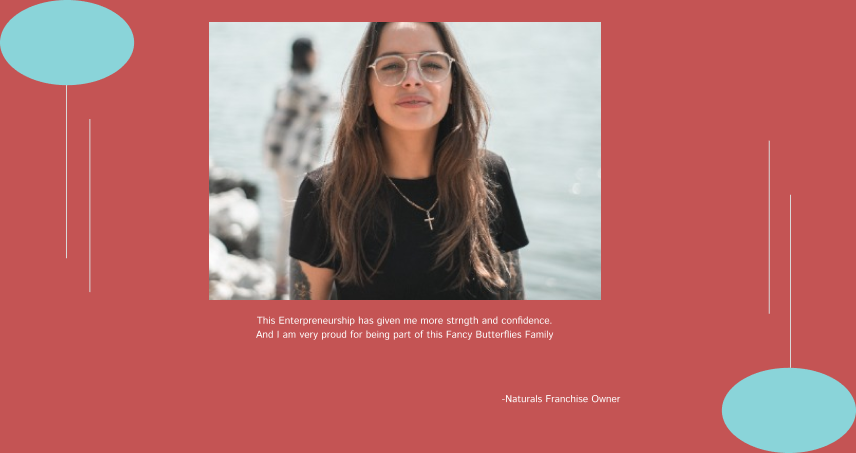 This Enterpreneurship has given me more strngth and confidence.
And I am very proud for being part of this Fancy Butterflies Family
-Naturals Franchise Owner